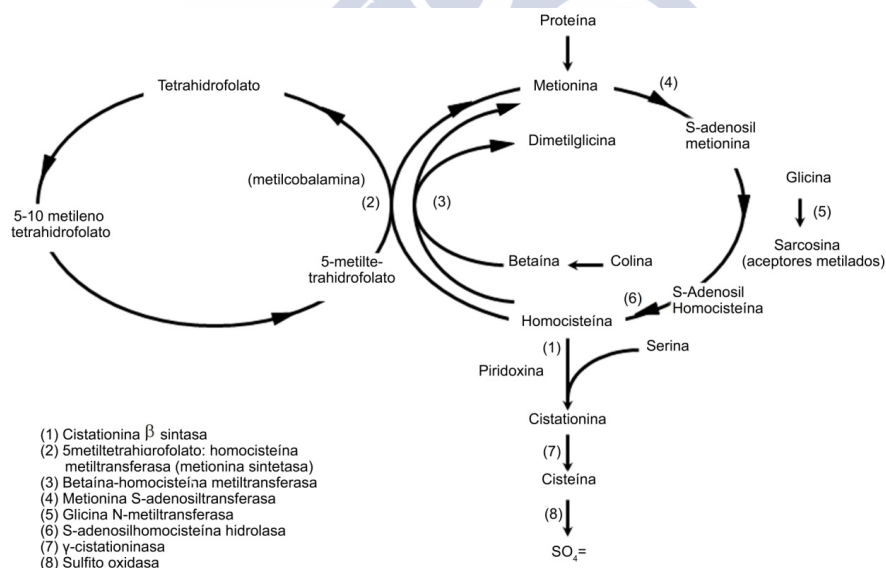 Proteína
Tetrahidrofolato
Metionina
(4)
S-adenosil
metionina
Dimetilglicina
(metilcobalamina)
(2)
(3)
Glicina
(5)
Sarcosina
(aceptores metilados)
5-10 metileno
tetrahidrofolato
5-metilte-
trahidrofolato
Betaína
Colina
(6)
S-Adenosil
Homocisteína
Homocisteína
(1)
Serina
Piridoxina
Cistationina
(7)
Cisteína
(8)
SO4=
(1) Cistationina β sintasa
(2) 5metiltetrahidrofolato: homocisteína
metiltransferasa (metionina sintetasa)
(3) Betaína-homocisteína metiltransferasa
(4) Metionina S-adenosiltransferasa
(5) Glicina N-metiltransferasa
(6) S-adenosilhomocisteína hidrolasa
(7) γ-cistationinasa
(8) Sulfito oxidasa